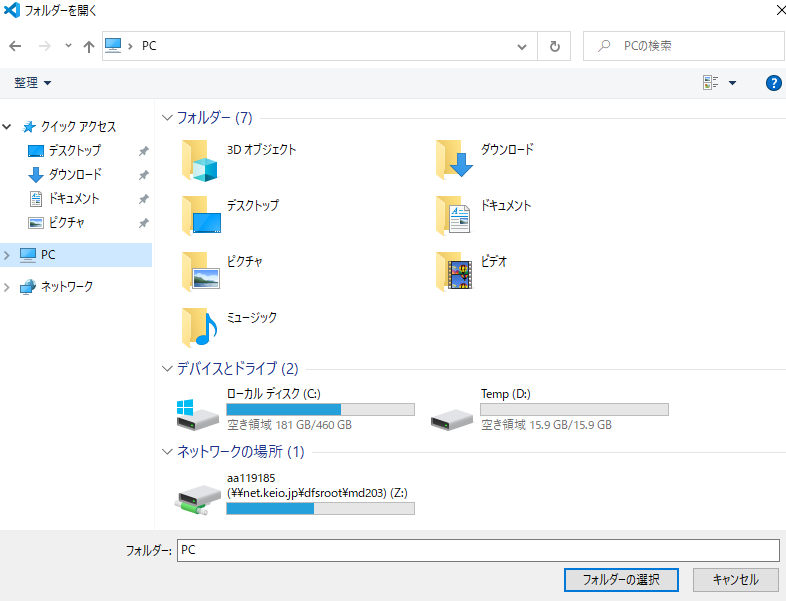 フォルダーを開く
PC
PCの検索
整理
クイック アクセス
デスクトップ
ダウンロード
ドキュメント
ピクチャ
PC
ネットワーク
フォルダー (7)
3D オブジェクト
ダウンロード
デスクトップ
ドキュメント
ピクチャ
ビデオ
ミュージック
デバイスとドライブ (2)
ローカル ディスク (C:)
空き領域 181 GB/460 GB
Temp (D:)
空き領域 15.9 GB/15.9 GB
ネットワークの場所 (1)
aa119185
(¥¥net.keio.jp¥dfsroot¥md203) (Z:)
フォルダー:
PC
フォルダーの選択
キャンセル